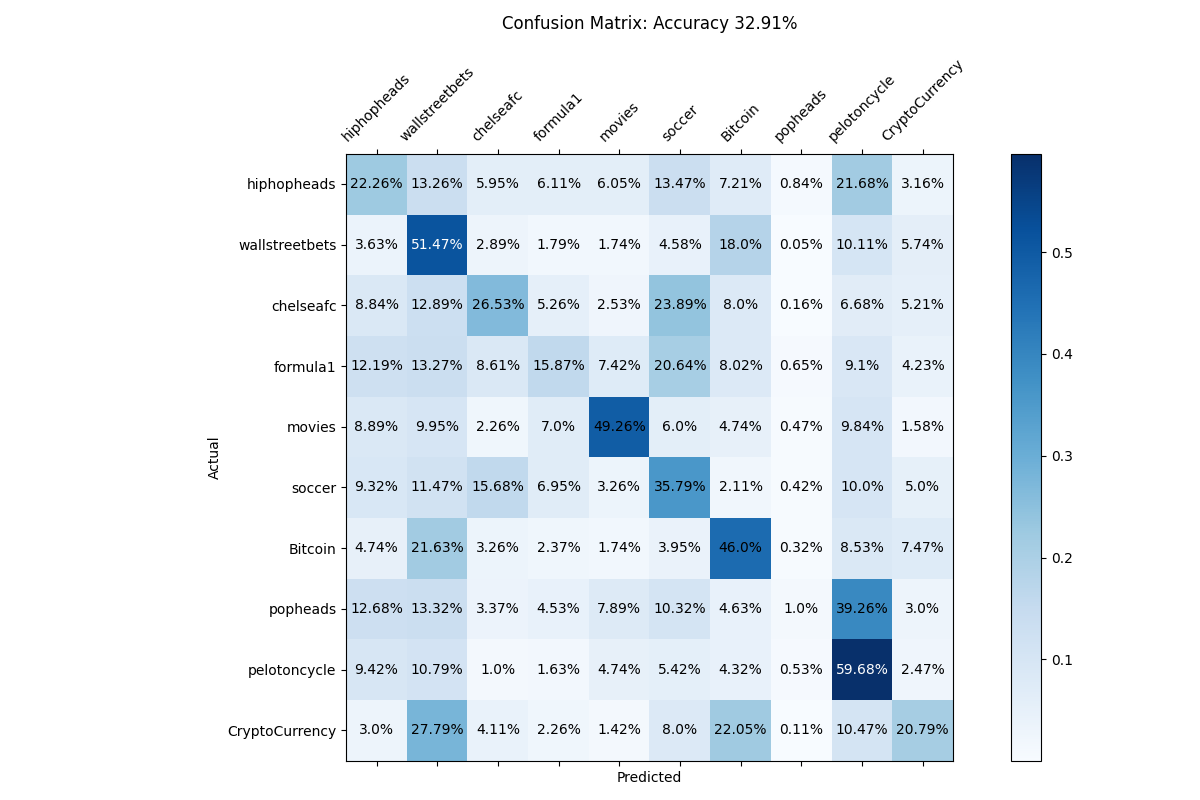 Confusion Matrix: Accuracy 32.91%
hiphopheads wallstreetbets chelseafc formula1 movies soccer Bitcoin popheads pelotoncycle CryptoCurrency
hiphopheads 22.26% 13.26% 5.95% 6.11% 6.05% 13.47% 7.21% 0.84% 21.68% 3.16%
wallstreetbets 3.63% 51.47% 2.89% 1.79% 1.74% 4.58% 18.0% 0.05% 10.11% 5.74%
0.5
chelseafc 8.84% 12.89% 26.53% 5.26% 2.53% 23.89% 8.0% 0.16% 6.68% 5.21%
0.4
formula1 12.19% 13.27% 8.61% 15.87% 7.42% 20.64% 8.02% 0.65% 9.1% 4.23%
movies 8.89% 9.95% 2.26% 7.0% 49.26% 6.0% 4.74% 0.47% 9.84% 1.58%
Actual
0.3
soccer 9.32% 11.47% 15.68% 6.95% 3.26% 35.79% 2.11% 0.42% 10.0% 5.0%
Bitcoin 4.74% 21.63% 3.26% 2.37% 1.74% 3.95% 46.0% 0.32% 8.53% 7.47%
0.2
popheads 12.68% 13.32% 3.37% 4.53% 7.89% 10.32% 4.63% 1.0% 39.26% 3.0%
0.1
pelotoncycle 9.42% 10.79% 1.0% 1.63% 4.74% 5.42% 4.32% 0.53% 59.68% 2.47%
CryptoCurrency 3.0% 27.79% 4.11% 2.26% 1.42% 8.0% 22.05% 0.11% 10.47% 20.79%
Predicted